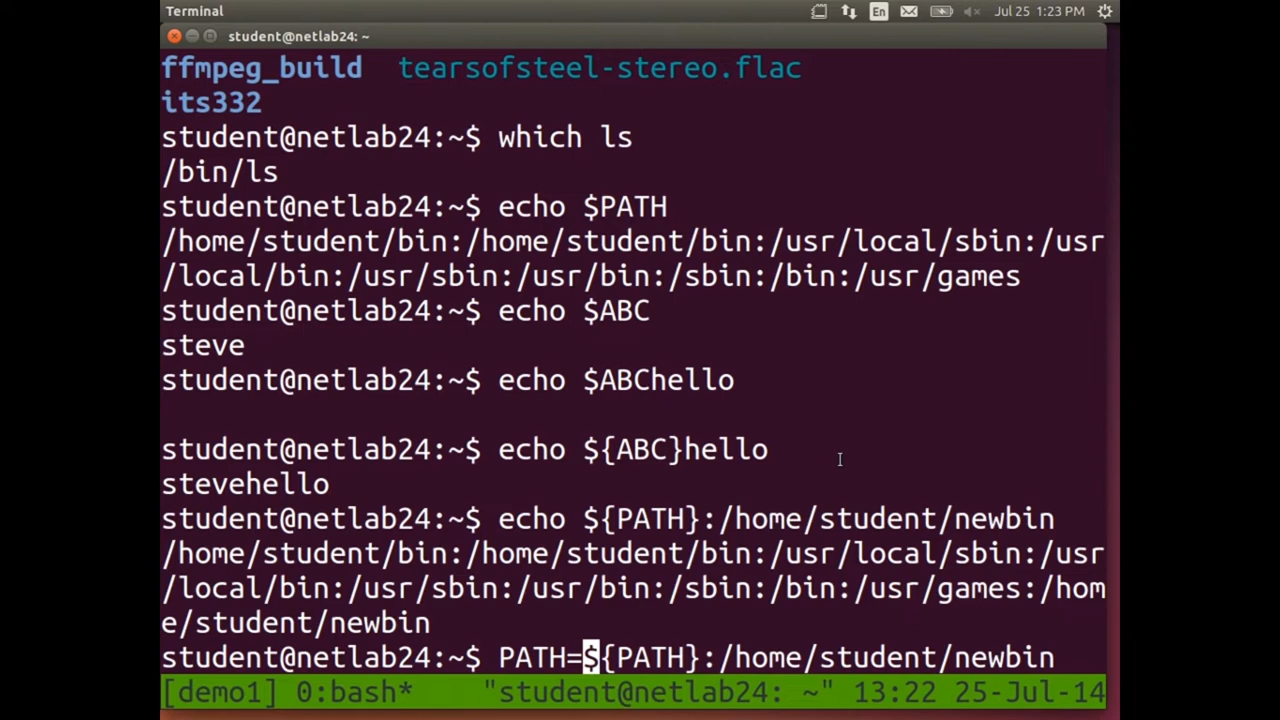 Terminal En Jul 25 1:23 PM
student@netlab24: ~
ffmpeg_build tearsofsteel-stereo.flac
its332
student@netlab24:~$ which ls
/bin/ls
student@netlab24:~$ echo $PATH
/home/student/bin:/home/student/bin:/usr/local/sbin:/usr
/local/bin:/usr/sbin:/usr/bin:/sbin:/bin:/usr/games
student@netlab24:~$ echo $ABC
steve
student@netlab24:~$ echo $ABChello
student@netlab24:~$ echo ${ABC}hello
stevehello
student@netlab24:~$ echo ${PATH}:/home/student/newbin
/home/student/bin:/home/student/bin:/usr/local/sbin:/usr
/local/bin:/usr/sbin:/usr/bin:/sbin:/bin:/usr/games:/hom
e/student/newbin
student@netlab24:~$ PATH=${PATH}:/home/student/newbin
[demo1] 0:bash* "student@netlab24: ~" 13:22 25-Jul-14